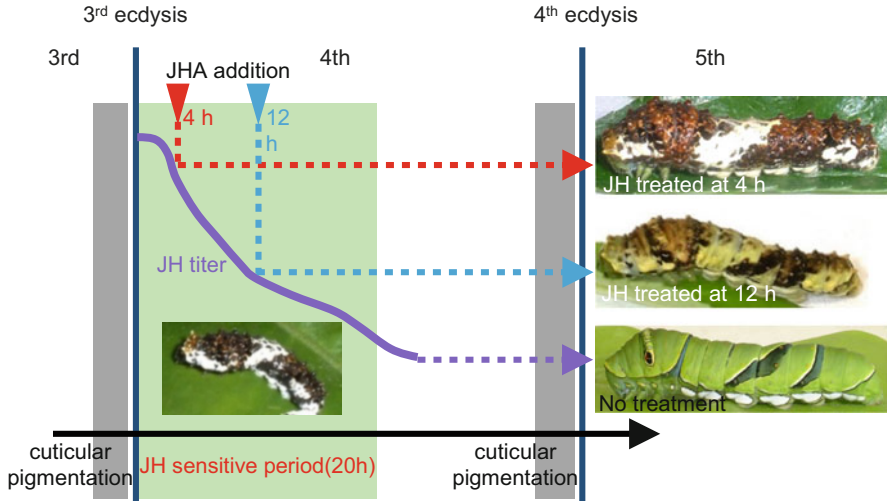 3rd ecdysis
4th ecdysis
3rd
JHA addition
4th
5th
4 h
12
h
JH treated at 4 h
JH titer
JH treated at 12 h
No treatment
cuticular
pigmentation
JH sensitive period(20h)
cuticular
pigmentation